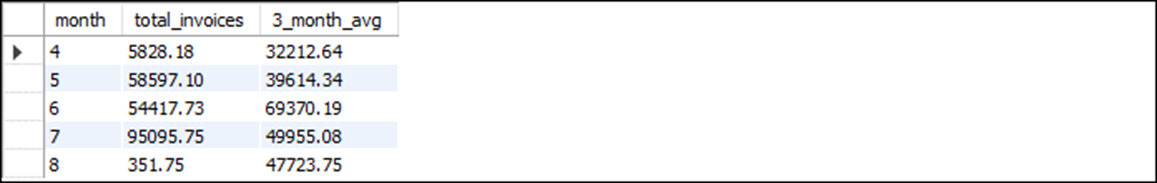 month total_invoices 3_month_avg
4 5828.18 32212.64
5 58597.10 39614.34
6 54417.73 69370.19
7 95095.75 49955.08
8 351.75 47723.75